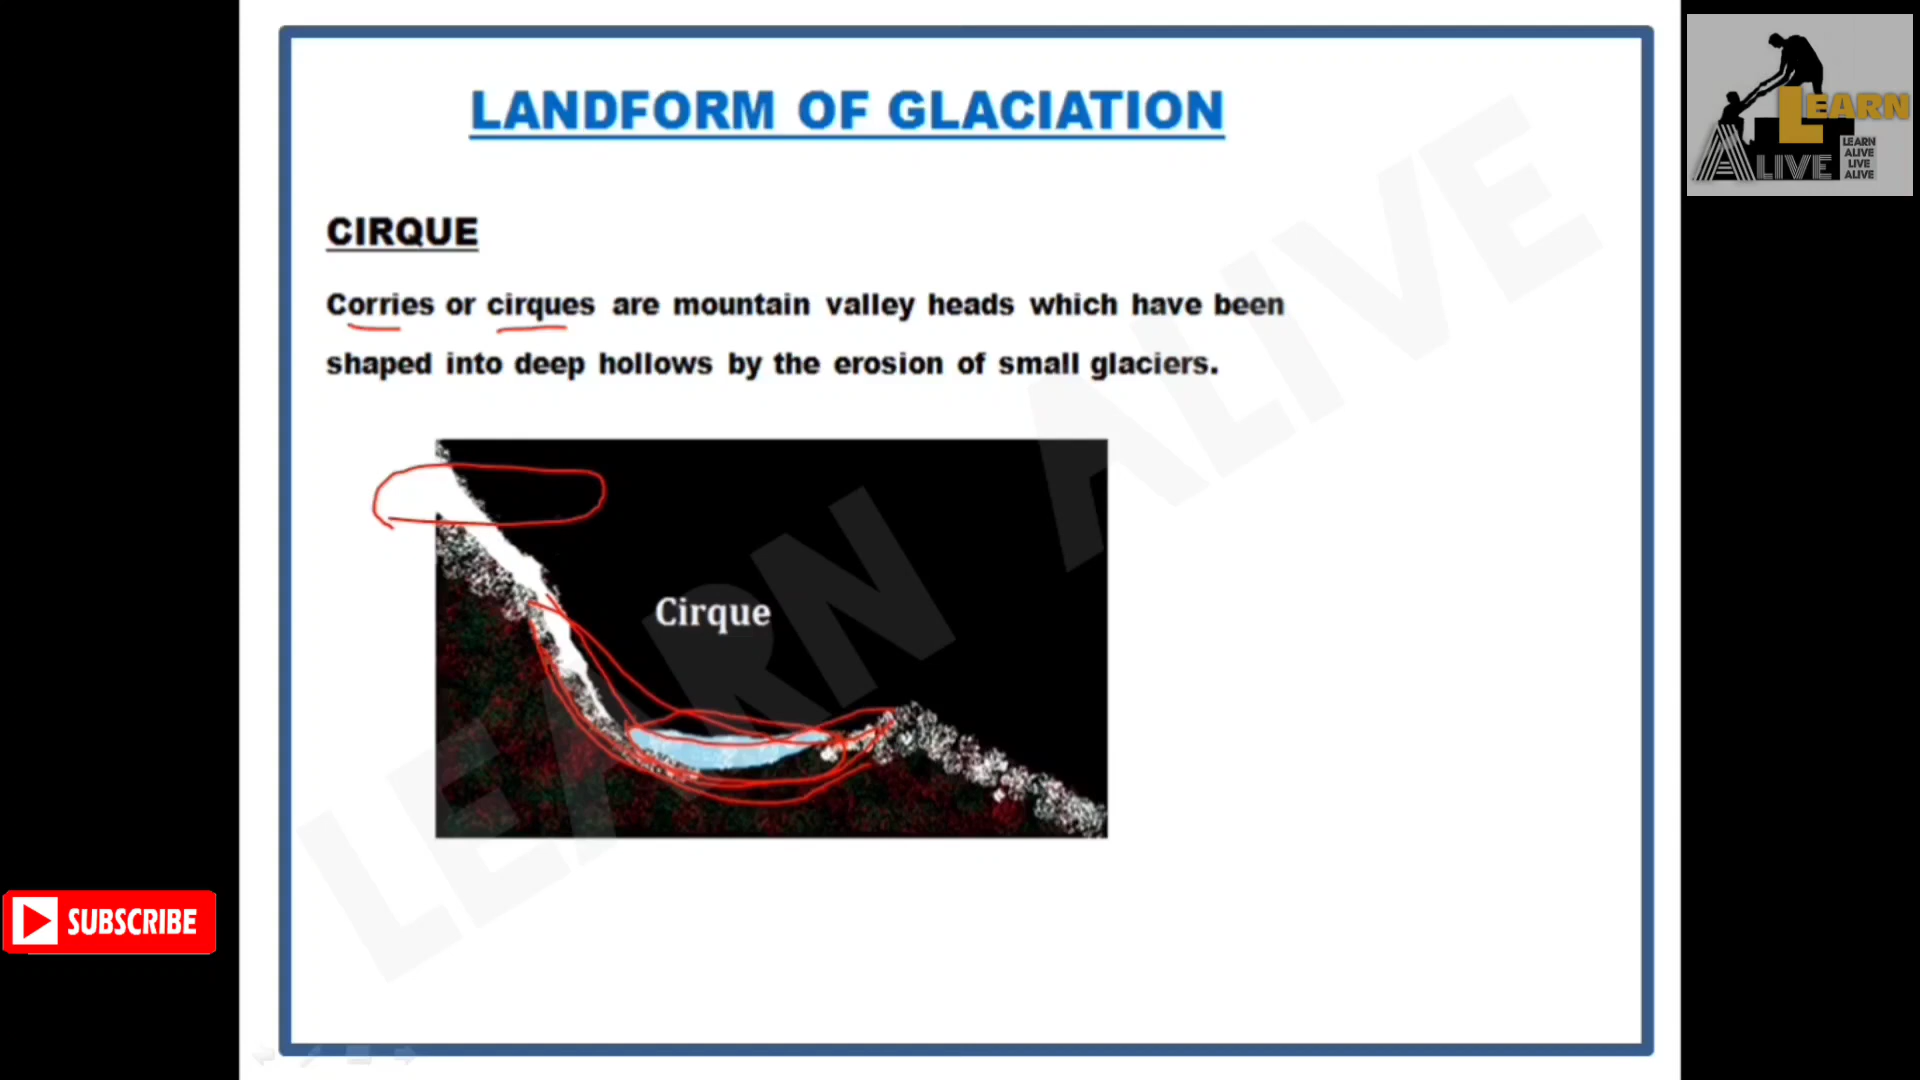 LANDFORM OF GLACIATION
CIRQUE
Corries or cirques are mountain valley heads which have been
shaped into deep hollows by the erosion of small glaciers.
Cirque
LEARN ALIVE
LEARN
ALIVE
LEARN
ALIVE
LIVE
ALIVE
SUBSCRIBE